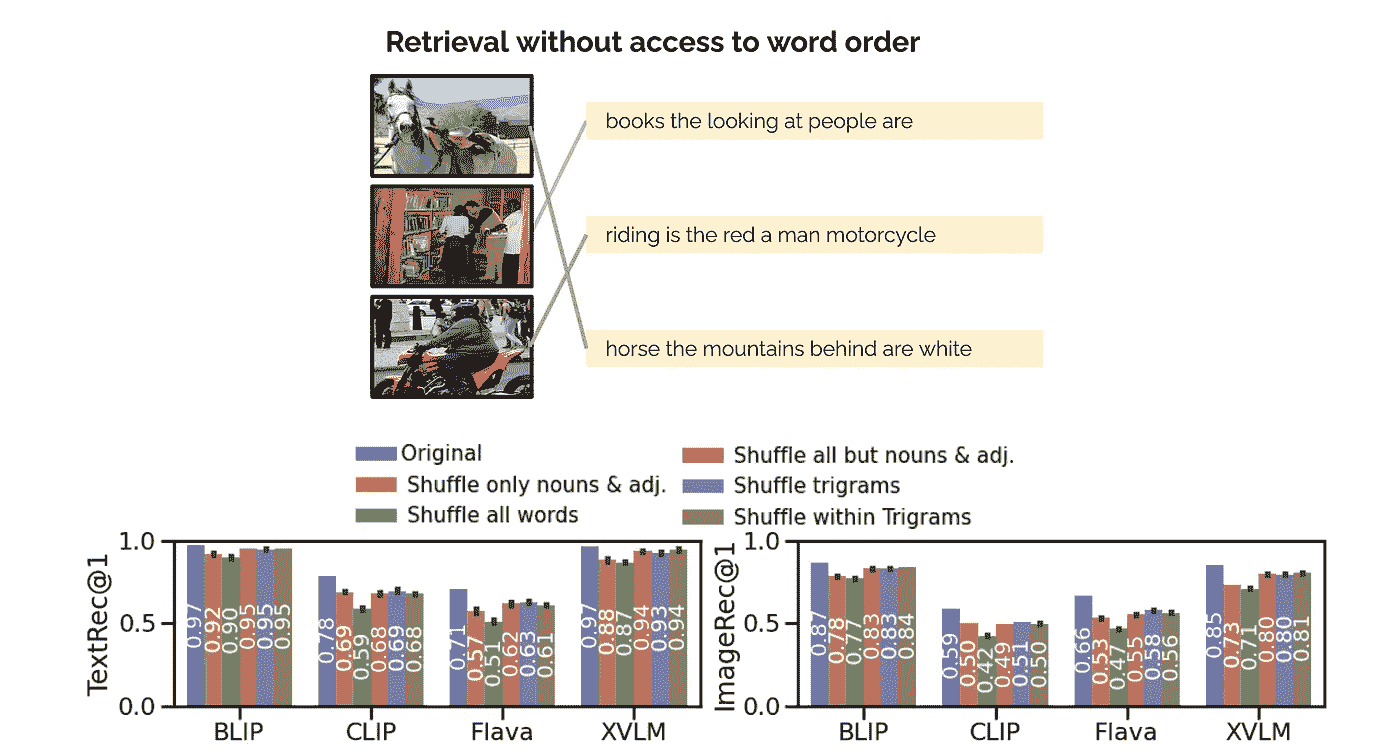 Retrieval without access to word order
books the looking at people are
riding is the red a man motorcycle
horse the mountains behind are white
Original
Shuffle only nouns & adj.
Shuffle all words
Shuffle all but nouns & adj.
Shuffle trigrams
Shuffle within Trigrams
TextRec@1
1.0
0.5
0.0
0.97 0.92 0.90 0.95 0.95 0.95
0.78 0.69 0.59 0.68 0.69 0.68
0.71 0.57 0.51 0.62 0.63 0.61
0.97 0.88 0.87 0.94 0.93 0.94
BLIP CLIP Flava XVLM
ImageRec@1
1.0
0.5
0.0
0.87 0.78 0.77 0.83 0.83 0.84
0.59 0.50 0.42 0.49 0.51 0.50
0.66 0.53 0.47 0.55 0.58 0.56
0.85 0.73 0.71 0.80 0.80 0.81
BLIP CLIP Flava XVLM